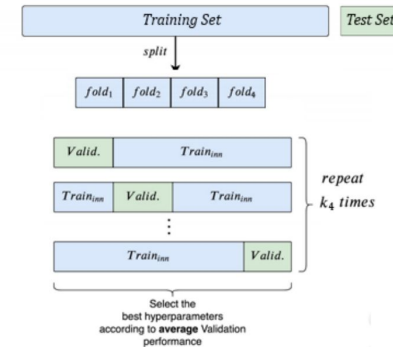 Training Set Test Set
split
fold₁ fold₂ fold₃ fold₄
Valid. Trainᵢₙₙ
Trainᵢₙₙ Valid. Trainᵢₙₙ
⋮
Trainᵢₙₙ Valid.
repeat
k₄ times
Select the
best hyperparameters
according to average Validation
performance